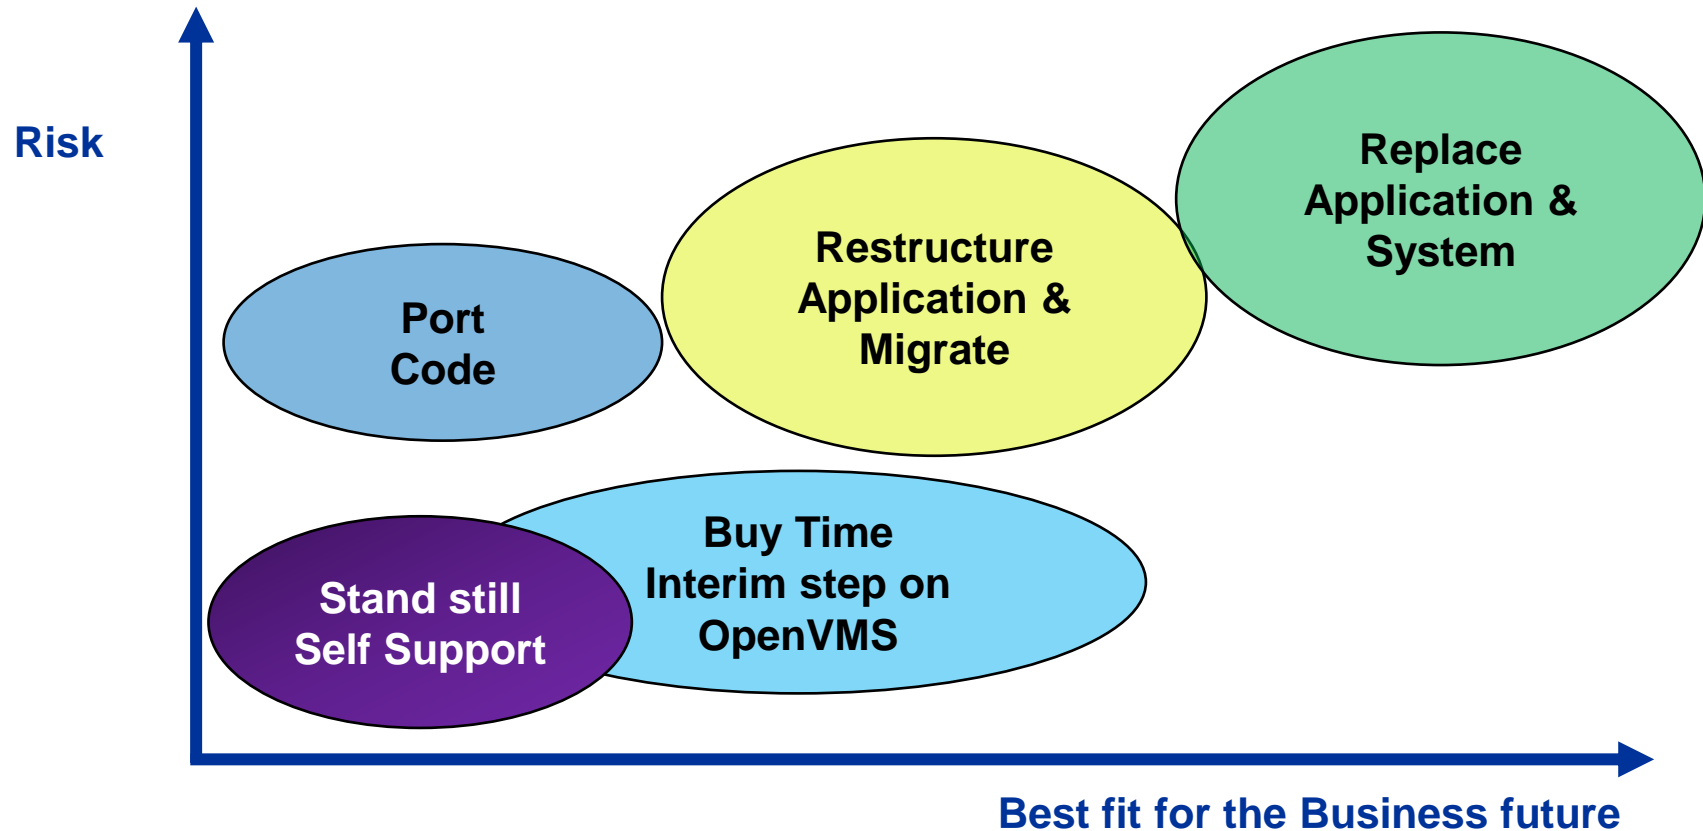 Risk
Replace
Application &
System
Restructure
Application &
Migrate
Port
Code
Buy Time
Interim step on
OpenVMS
Stand still
Self Support
Best fit for the Business future